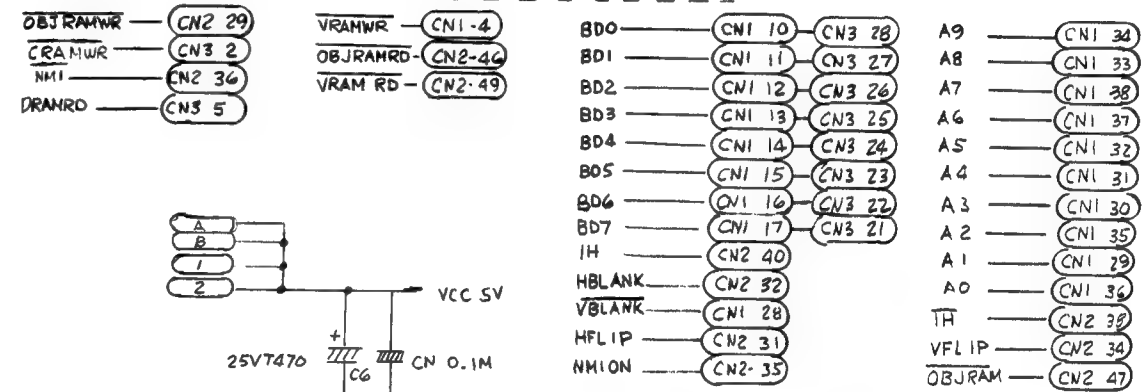 OBJRAMWR CN2 29
CRAMWR CN3 2
NMI CN2 36
DRAMRD CN3 5
VRAMWR CN1-4
OBJRAMRD CN2-46
VRAM RD CN2-49
BD0 CN1 10 CN3 28
BD1 CN1 11 CN3 27
BD2 CN1 12 CN3 26
BD3 CN1 13 CN3 25
BD4 CN1 14 CN3 24
BD5 CN1 15 CN3 23
BD6 CN1 16 CN3 22
BD7 CN1 17 CN3 21
1H CN2 40
HBLANK CN2 32
VBLANK CN1 28
HFLIP CN2 31
NMION CN2-35
A9 CN1 34
A8 CN1 33
A7 CN1 38
A6 CN1 37
A5 CN1 32
A4 CN1 31
A3 CN1 30
A2 CN1 35
A1 CN1 29
A0 CN1 36
1H CN2
VFLIP CN2 34
OBJRAM CN2 47
A
B
1
2
VCC 5V
+
25VT470
C6
CN 0.1M